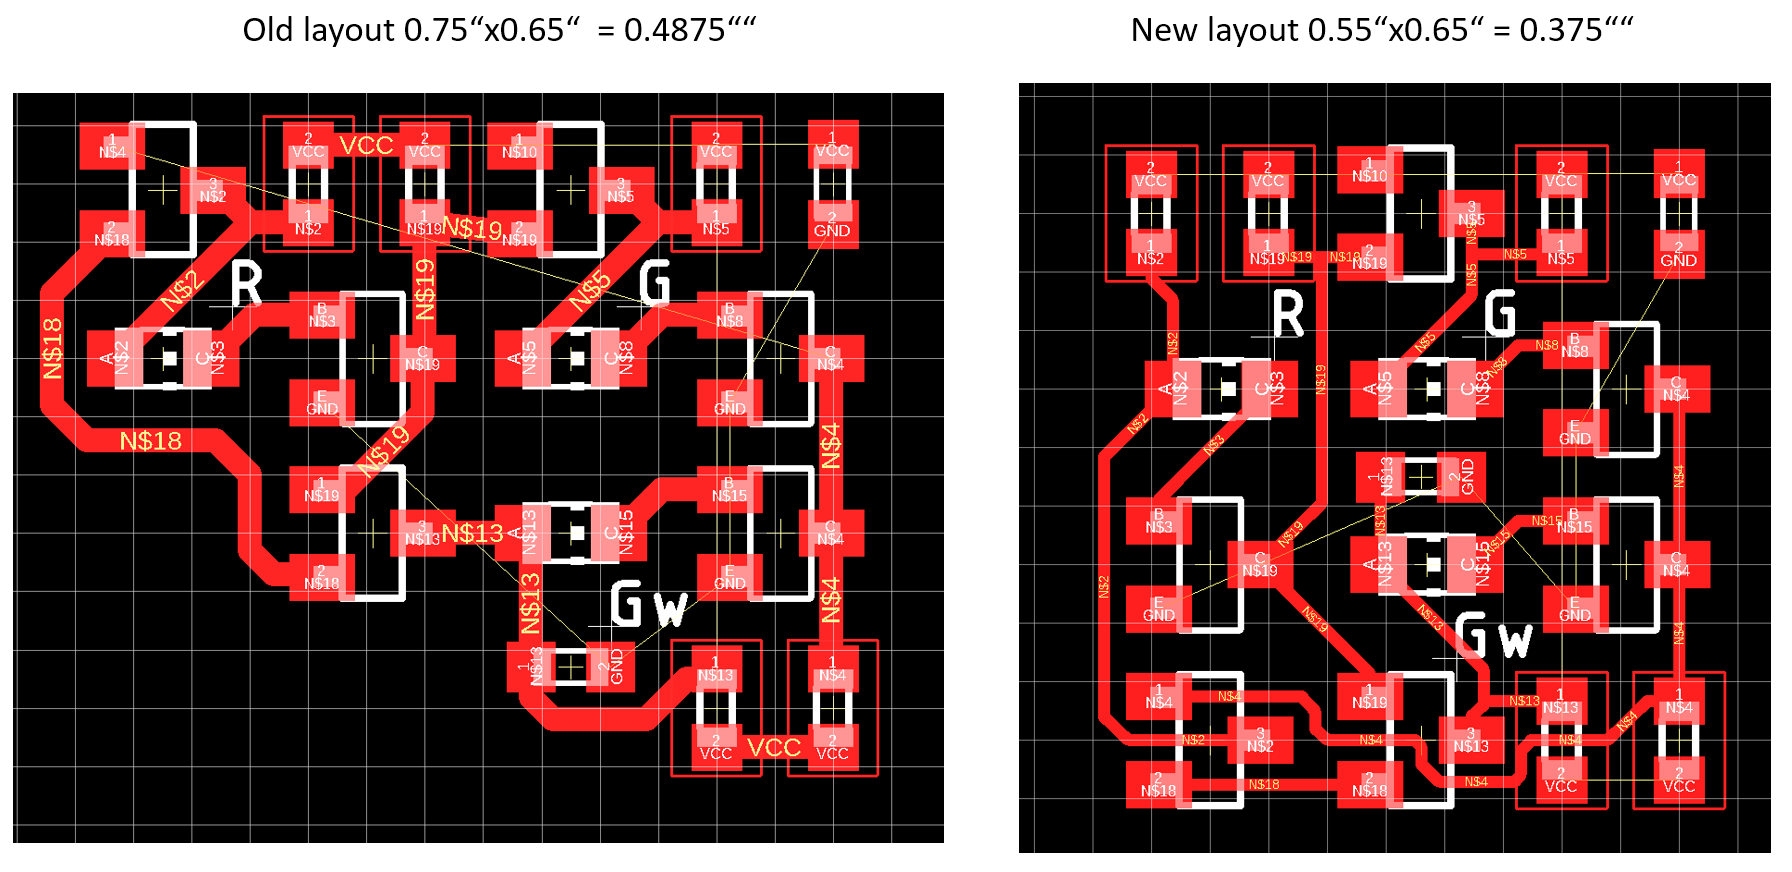 Old layout 0.75“x0.65“ = 0.4875““
New layout 0.55“x0.65“ = 0.375““
1 N$4
3 N$2
2 N$18
2 VCC
VCC
2 VCC
1 N$2
1 N$19
N$19
1 N$10
3 N$5
2 N$19
2 VCC
1 N$5
1 VCC
2 GND
N$2
R
N$19
N$5
G
N$18
A N$2
C N$3
B N$3
E GND
C N$19
A N$5
C N$8
B N$8
E GND
C N$4
N$18
N$19
N$4
1 N$19
2 N$18
3 N$13
N$13
A N$13
C N$15
B N$15
E GND
C N$4
N$13
Gw
N$4
1 N$13
2 GND
1 N$13
2 VCC
VCC
1 N$4
2 VCC
2 VCC
1 N$2
2 VCC
1 N$19
N$19
N$19
1 N$10
2 N$19
3 N$5
N$5
N$5
N$5
2 VCC
1 N$5
1 VCC
2 GND
R
G
N$2
N$19
N$5
N$8
N$8
B N$8
E GND
C N$4
A N$2
C N$3
A N$5
C N$8
N$2
N$3
N$4
1 N$13
2 GND
N$13
B N$3
E GND
C N$19
N$19
A N$13
C N$15
N$15
N$15
B N$15
E GND
C N$4
N$2
N$19
N$13
Gw
N$4
1 N$4
N$4
1 N$19
N$13
1 N$13
1 N$4
N$4
N$2
3 N$2
N$4
3 N$13
N$4
2 N$18
N$18
2 N$18
N$4
2 VCC
2 VCC